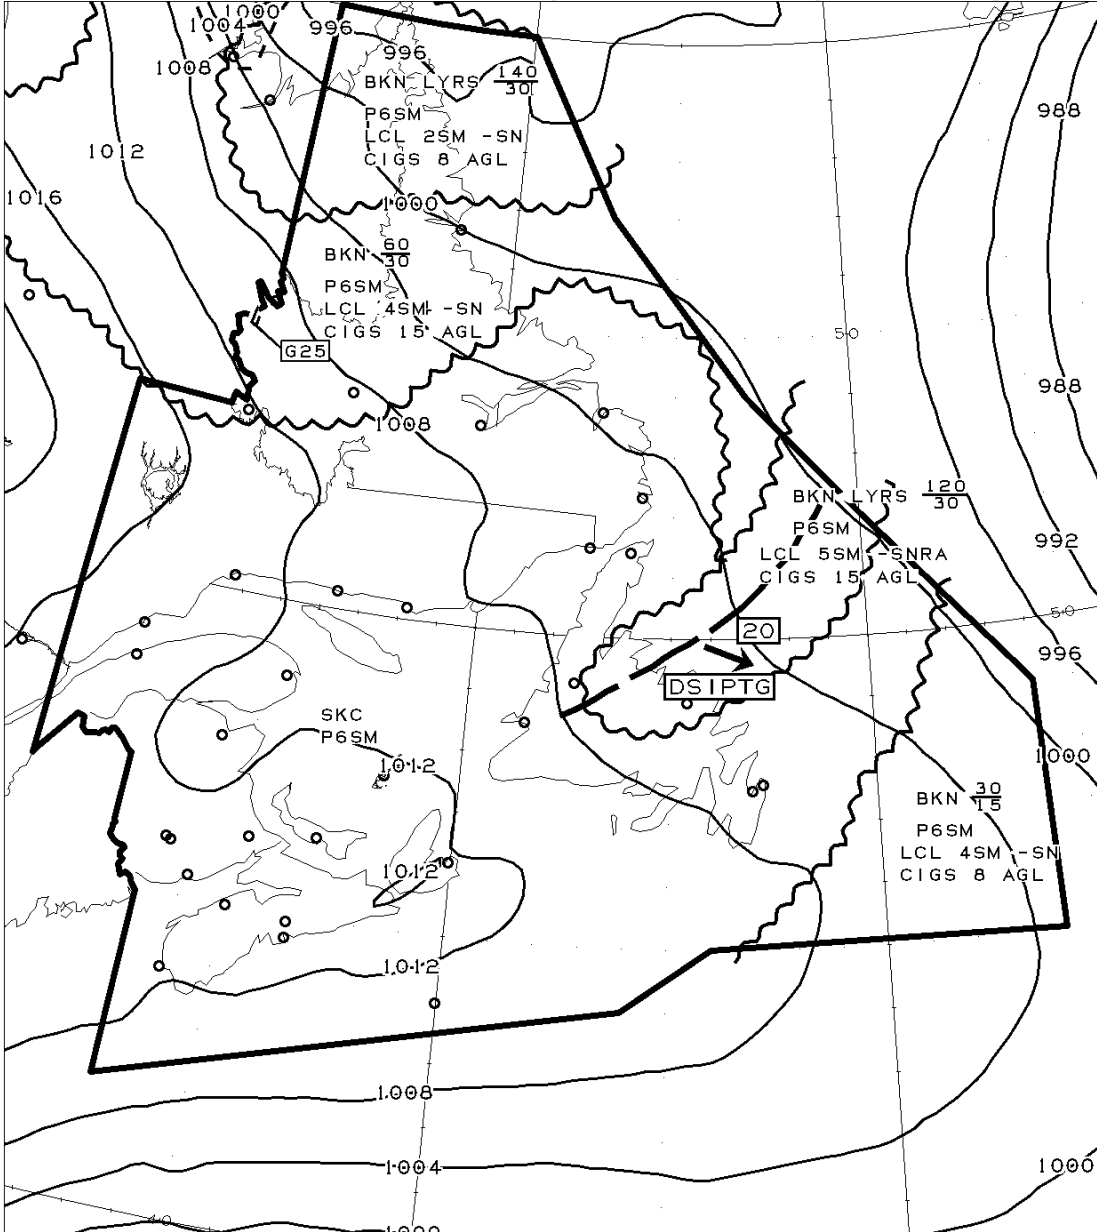 1000
1004
996
1008
996
BKN LYRS 140/30
P6SM
LCL 2SM -SN
CIGS 8 AGL
988
1012
1016
1000
BKN 60/30
P6SM
LCL 4SM -SN
CIGS 15 AGL
50
G25
988
1008
BKN LYRS 120/30
P6SM
LCL 5SM -SNRA
CIGS 15 AGL
992
50
20
996
DSIPTG
SKC
P6SM
1012
1000
BKN 30/15
P6SM
LCL 4SM -SN
CIGS 8 AGL
1012
1012
1008
1004
1000
40
1000